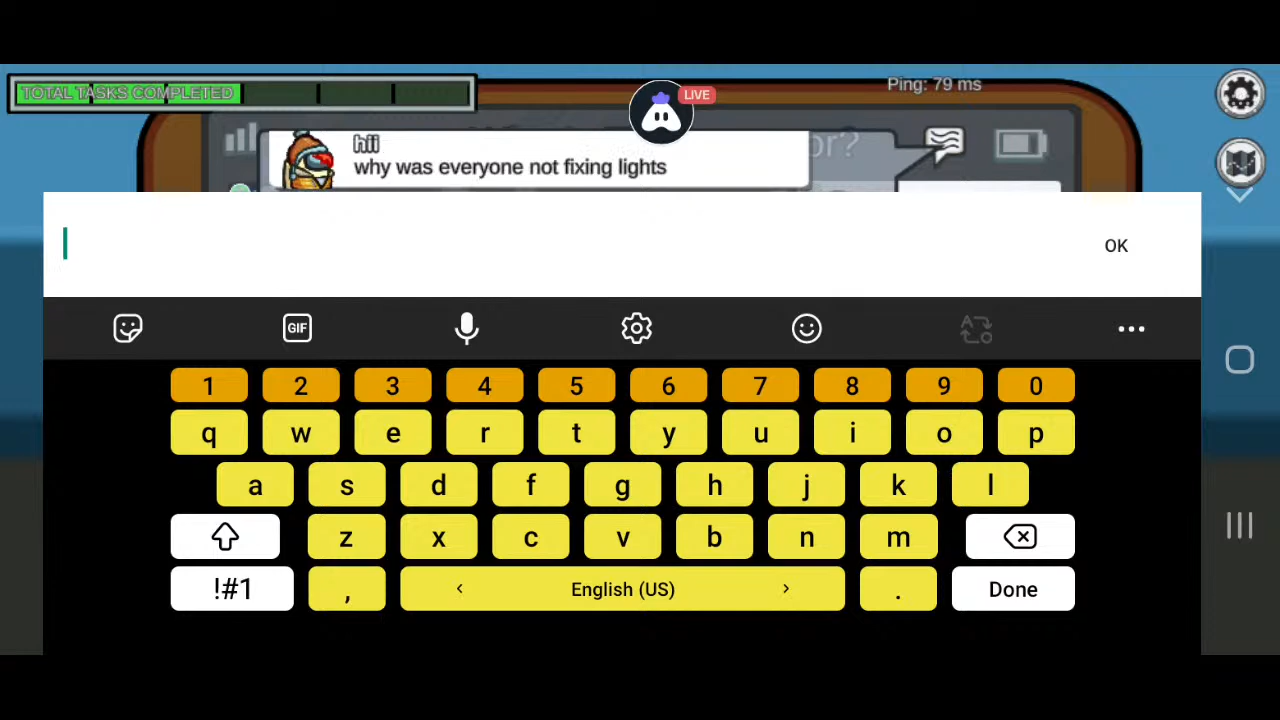 TOTAL TASKS COMPLETED
Ping: 79 ms
LIVE
hii
why was everyone not fixing lights
or?
OK
GIF
1 2 3 4 5 6 7 8 9 0
q w e r t y u i o p
a s d f g h j k l
z x c v b n m
!#1 , < English (US) > . Done